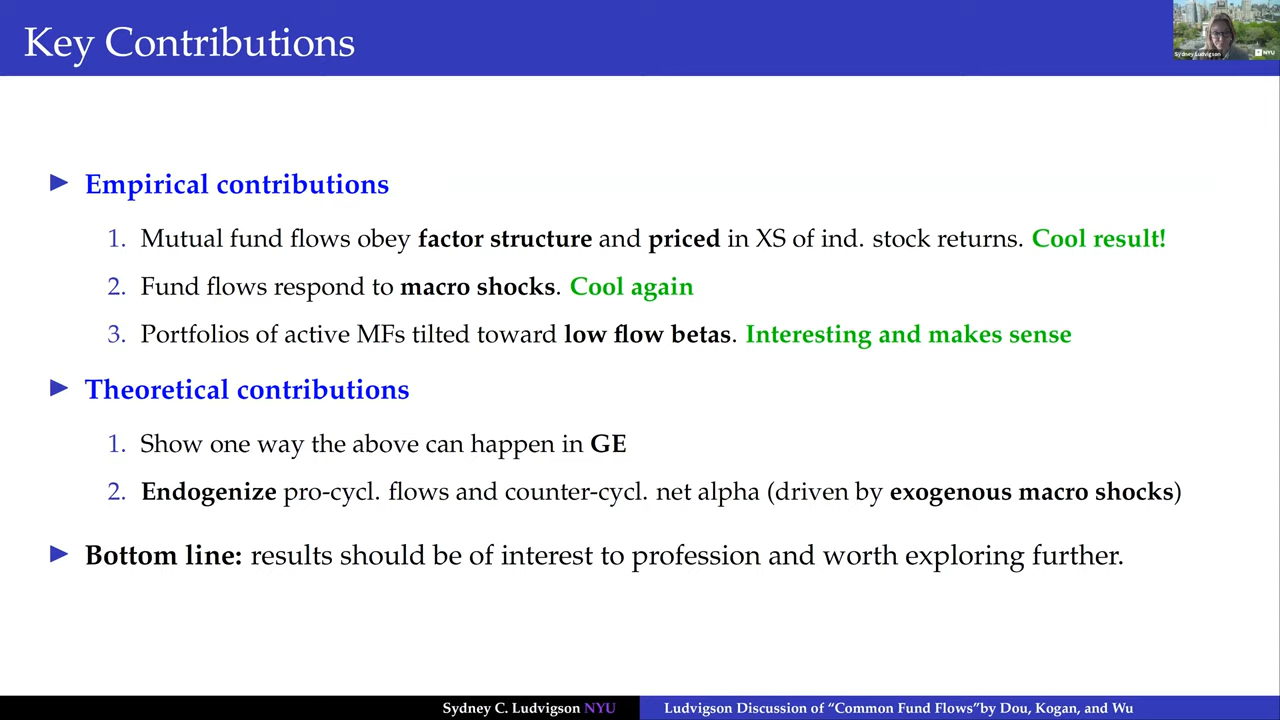 Key Contributions
Sydney Ludvigson
NYU
▶ Empirical contributions
1. Mutual fund flows obey factor structure and priced in XS of ind. stock returns. Cool result!
2. Fund flows respond to macro shocks. Cool again
3. Portfolios of active MFs tilted toward low flow betas. Interesting and makes sense
▶ Theoretical contributions
1. Show one way the above can happen in GE
2. Endogenize pro-cycl. flows and counter-cycl. net alpha (driven by exogenous macro shocks)
▶ Bottom line: results should be of interest to profession and worth exploring further.
Sydney C. Ludvigson NYU
Ludvigson Discussion of “Common Fund Flows”by Dou, Kogan, and Wu